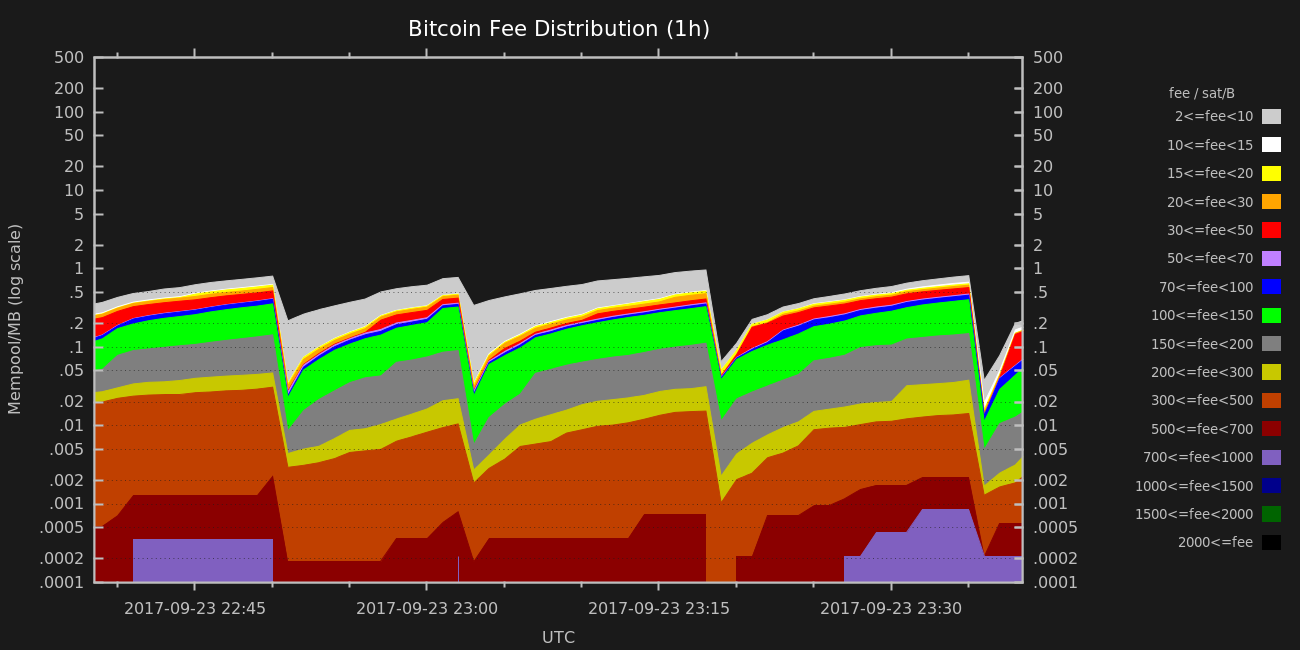 Bitcoin Fee Distribution (1h)
500 500
200 200
100 100
50 50
20 20
10 10
5 5
2 2
1 1
.5 .5
.2 .2
.1 .1
.05 .05
.02 .02
.01 .01
.005 .005
.002 .002
.001 .001
.0005 .0005
.0002 .0002
.0001 .0001
Mempool/MB (log scale)
2017-09-23 22:45 2017-09-23 23:00 2017-09-23 23:15 2017-09-23 23:30
UTC
fee / sat/B
2<=fee<10
10<=fee<15
15<=fee<20
20<=fee<30
30<=fee<50
50<=fee<70
70<=fee<100
100<=fee<150
150<=fee<200
200<=fee<300
300<=fee<500
500<=fee<700
700<=fee<1000
1000<=fee<1500
1500<=fee<2000
2000<=fee